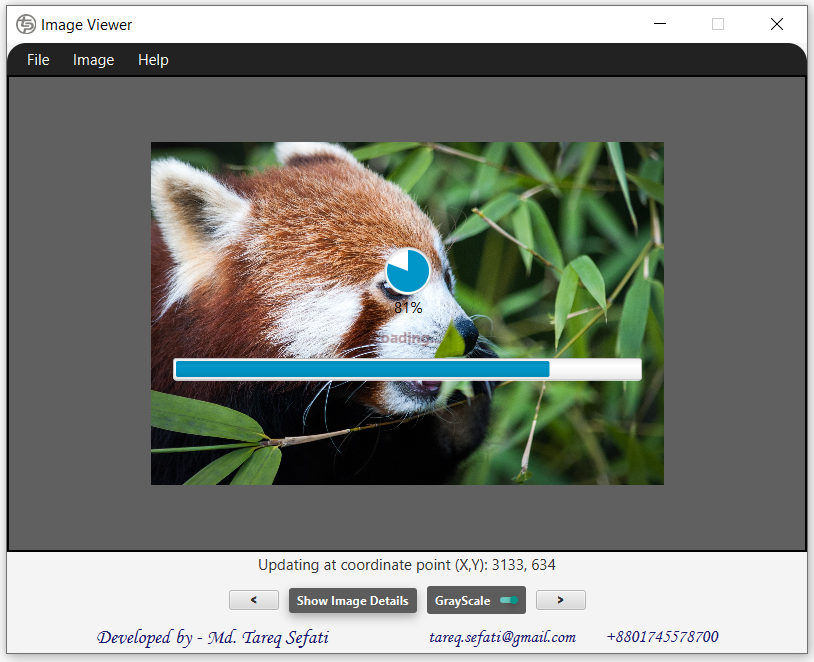 Image Viewer
File Image Help
81%
Loading
Updating at coordinate point (X,Y): 3133, 634
< Show Image Details GrayScale >
Developed by - Md. Tareq Sefati tareq.sefati@gmail.com +8801745578700